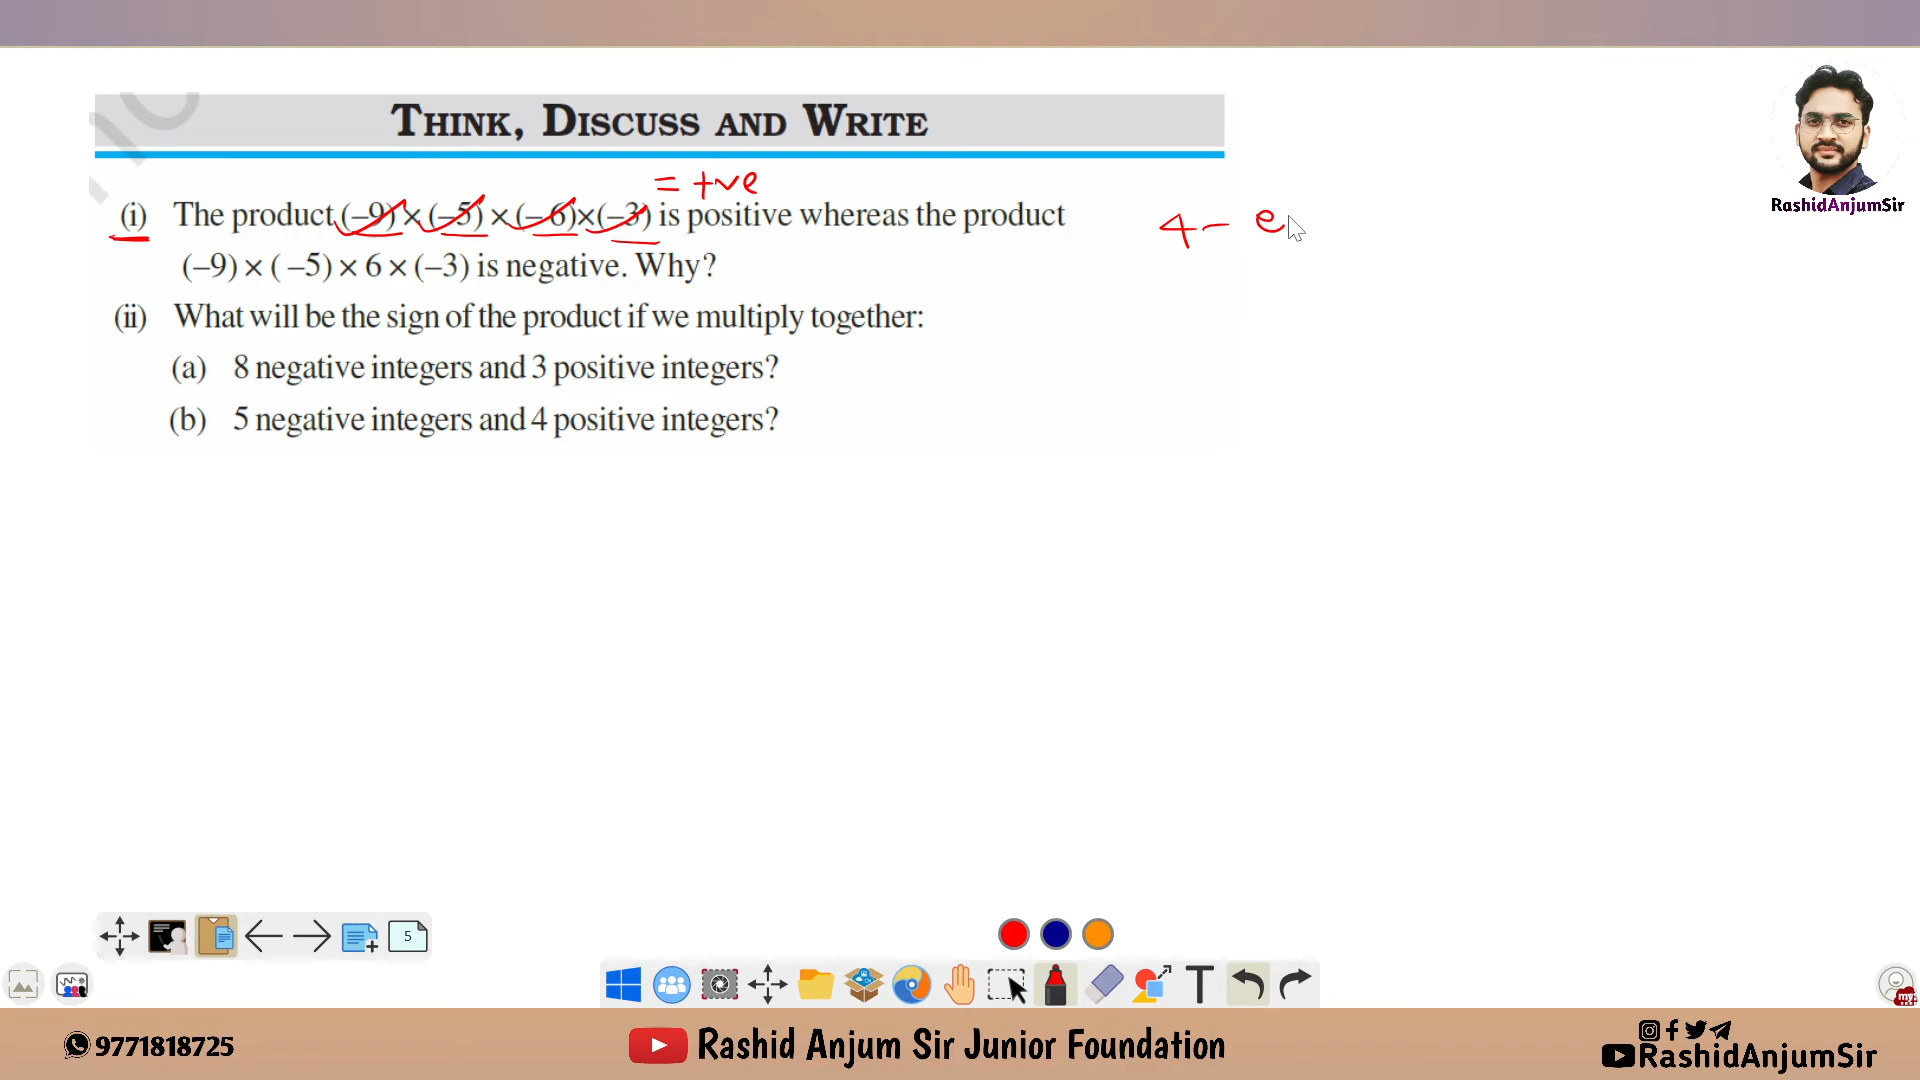 THINK, DISCUSS AND WRITE
= +ve
(i) The product (–9) × (–5) × (– 6)×(–3) is positive whereas the product
4 – e
(–9) × ( –5) × 6 × (–3) is negative. Why?
(ii) What will be the sign of the product if we multiply together:
(a) 8 negative integers and 3 positive integers?
(b) 5 negative integers and 4 positive integers?
RashidAnjumSir
5
T
9771818725
Rashid Anjum Sir Junior Foundation
RashidAnjumSir